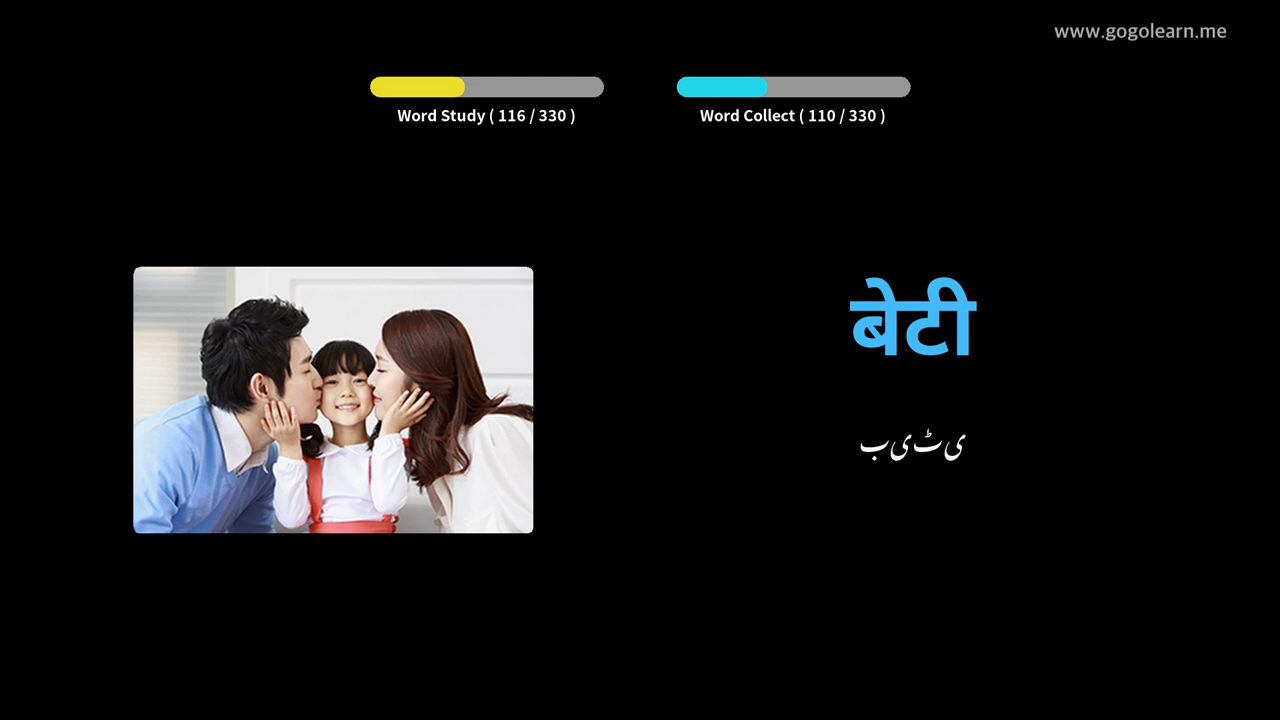 www.gogolearn.me
Word Study ( 116 / 330 )
Word Collect ( 110 / 330 )
बेटी
بیٹی